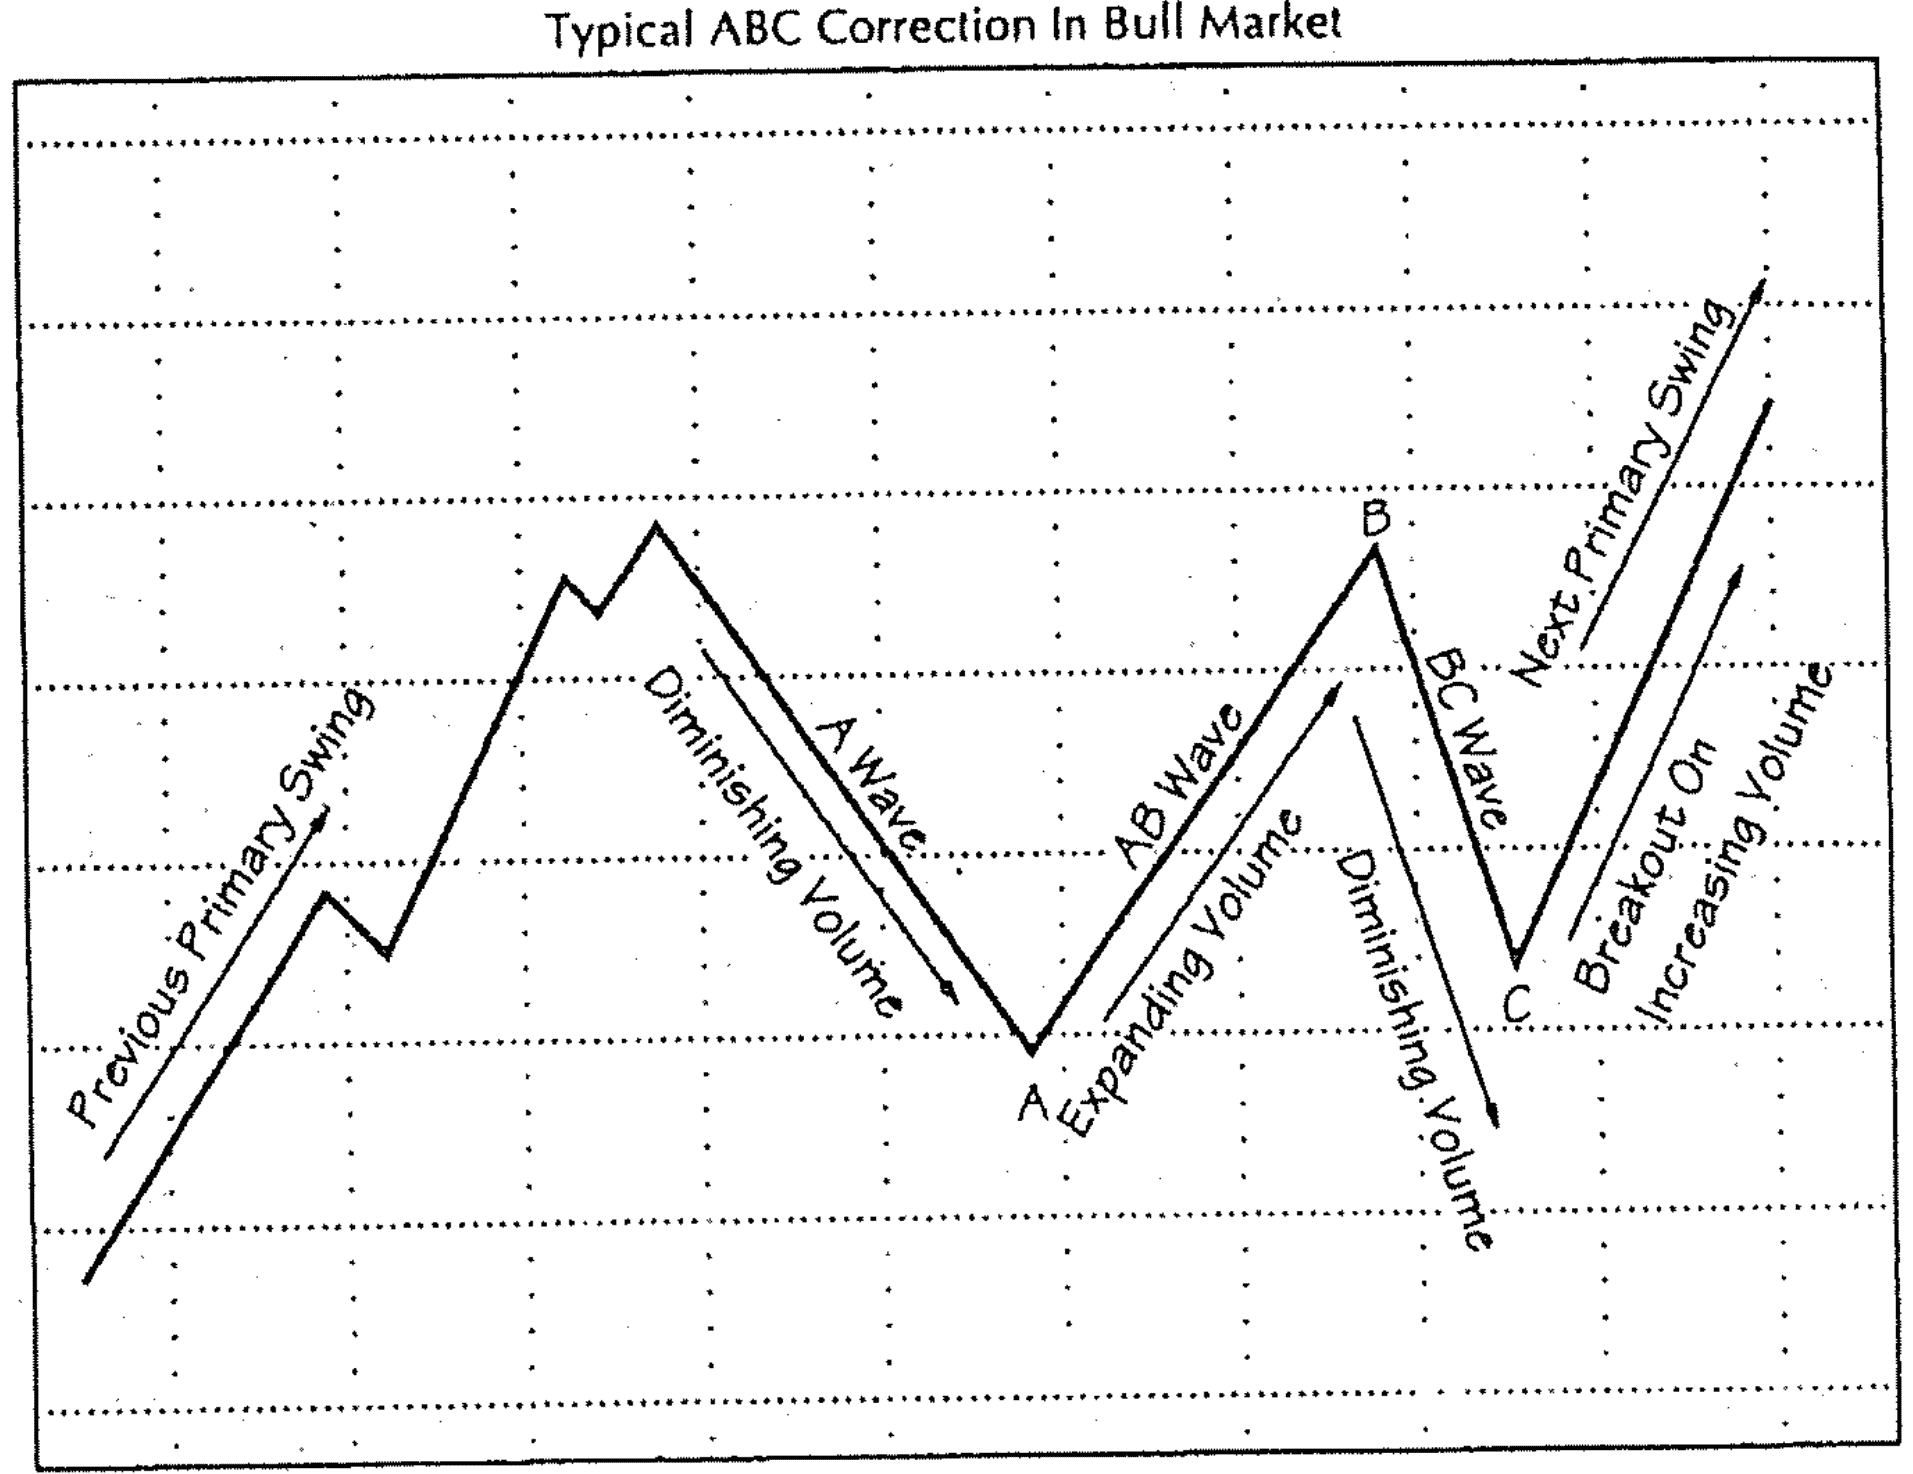 Typical ABC Correction In Bull Market
Previous Primary Swing
Diminishing Volume
A Wave
A
AB Wave
Expanding Volume
B
BC Wave
Diminishing Volume
C
Next Primary Swing
Breakout On
Increasing Volume